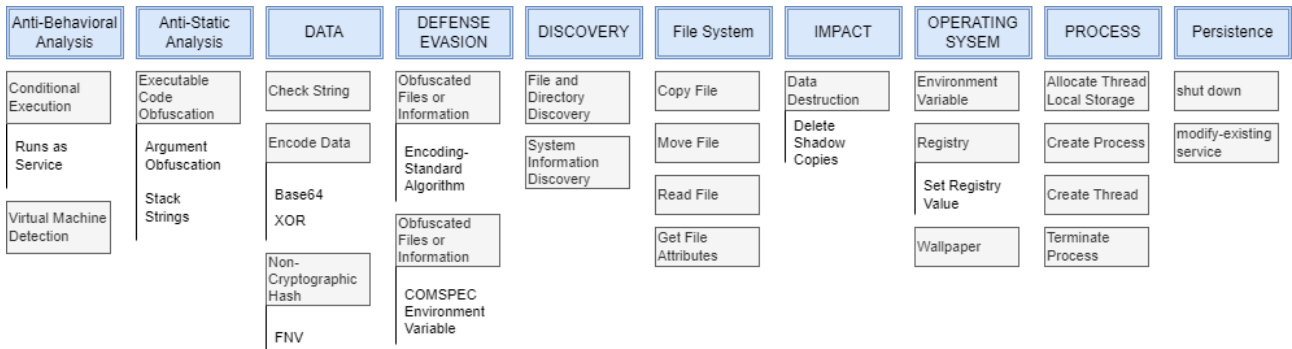 Anti-Behavioral
Analysis
Anti-Static
Analysis
DATA
DEFENSE
EVASION
DISCOVERY
File System
IMPACT
OPERATING
SYSEM
PROCESS
Persistence
Conditional
Execution
Runs as
Service
Virtual Machine
Detection
Executable
Code
Obfuscation
Argument
Obfuscation
Stack
Strings
Check String
Encode Data
Base64
XOR
Non-
Cryptographic
Hash
FNV
Obfuscated
Files or
Information
Encoding-
Standard
Algorithm
Obfuscated
Files or
Information
COMSPEC
Environment
Variable
File and
Directory
Discovery
System
Information
Discovery
Copy File
Move File
Read File
Get File
Attributes
Data
Destruction
Delete
Shadow
Copies
Environment
Variable
Registry
Set Registry
Value
Wallpaper
Allocate Thread
Local Storage
Create Process
Create Thread
Terminate
Process
shut down
modify-existing
service